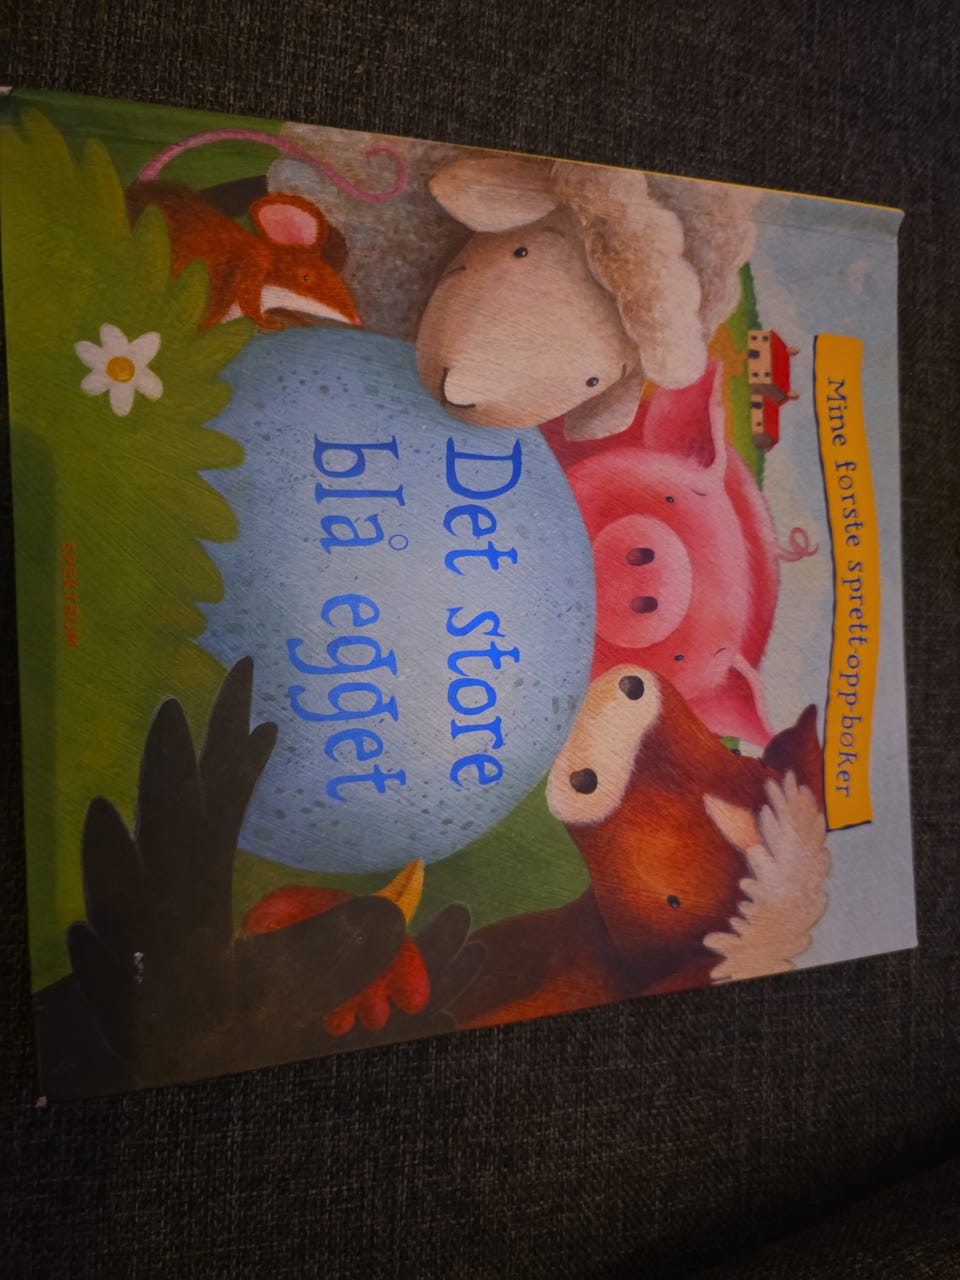 Mine første sprett-opp-bøker
Det store
blå egget
SPEKTRUM